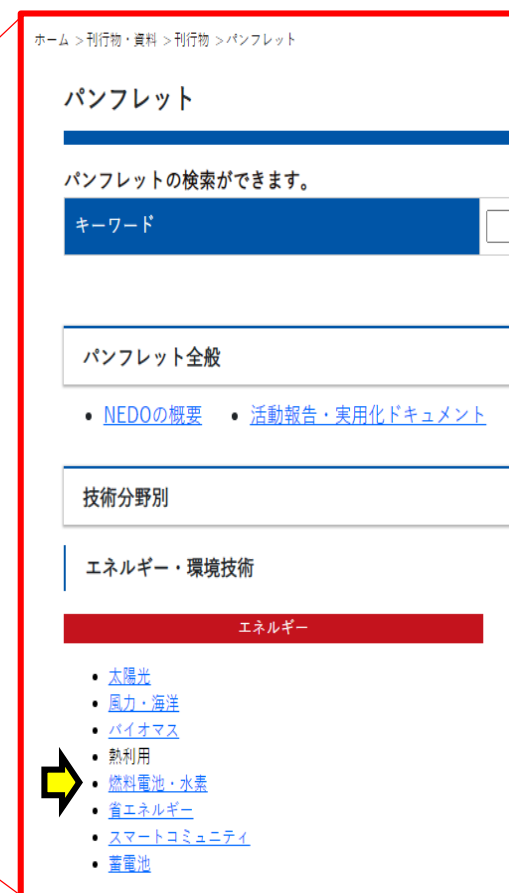 ホーム > 刊行物・資料 > 刊行物 > パンフレット
パンフレット
パンフレットの検索ができます。
キーワード
パンフレット全般
• NEDOの概要 • 活動報告・実用化ドキュメント
技術分野別
エネルギー・環境技術
エネルギー
• 太陽光
• 風力・海洋
• バイオマス
• 熱利用
• 燃料電池・水素
• 省エネルギー
• スマートコミュニティ
• 蓄電池